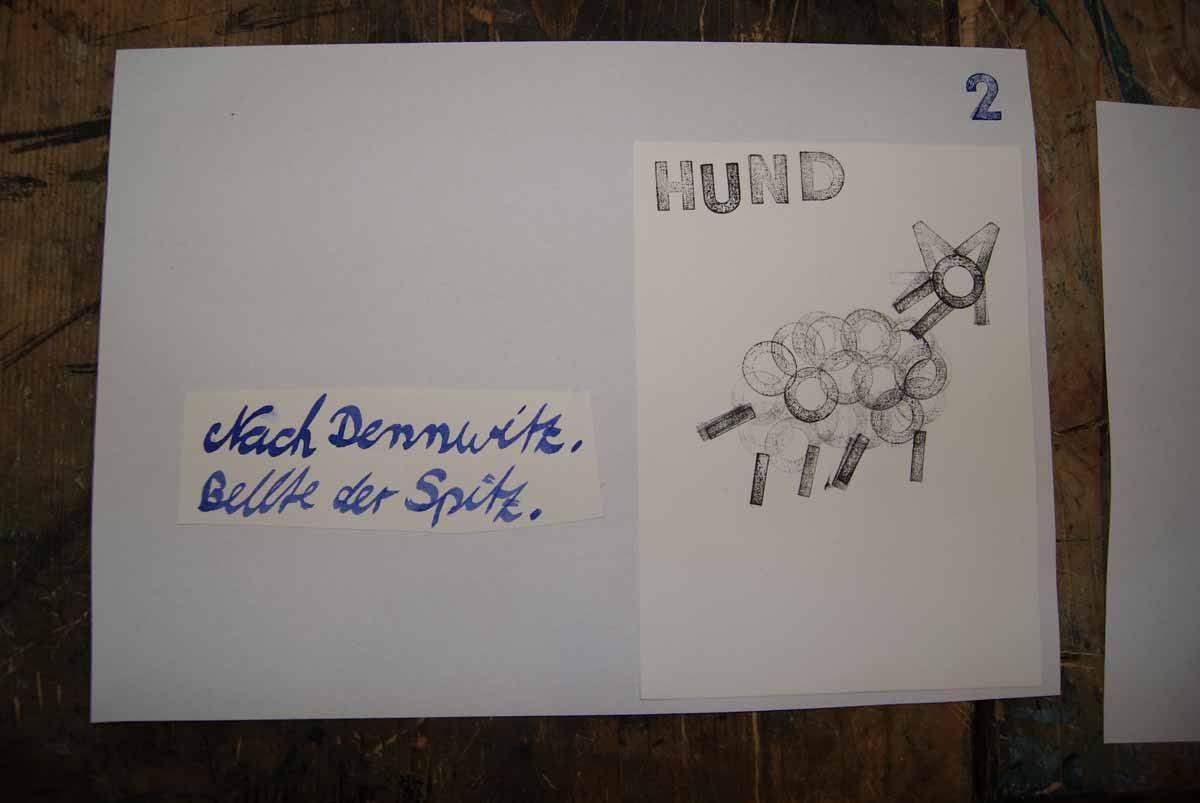 2
HUND
Nach Dennwitz.
Bellte der Spitz.